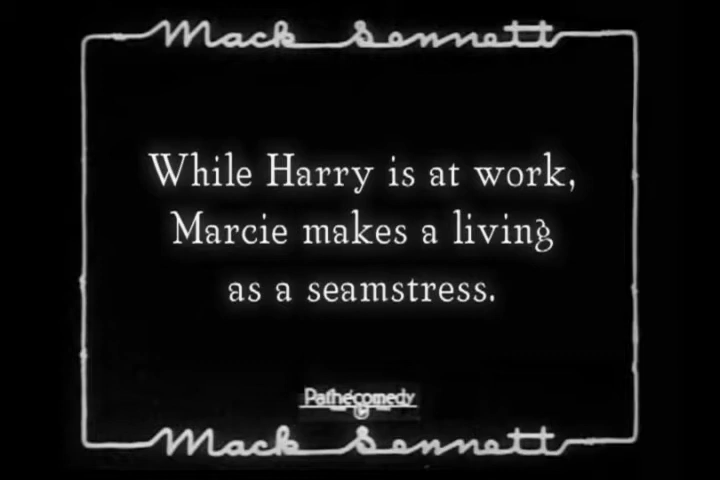 Mack Sennett
While Harry is at work,
Marcie makes a living
as a seamstress.
Pathécomedy
Mack Sennett